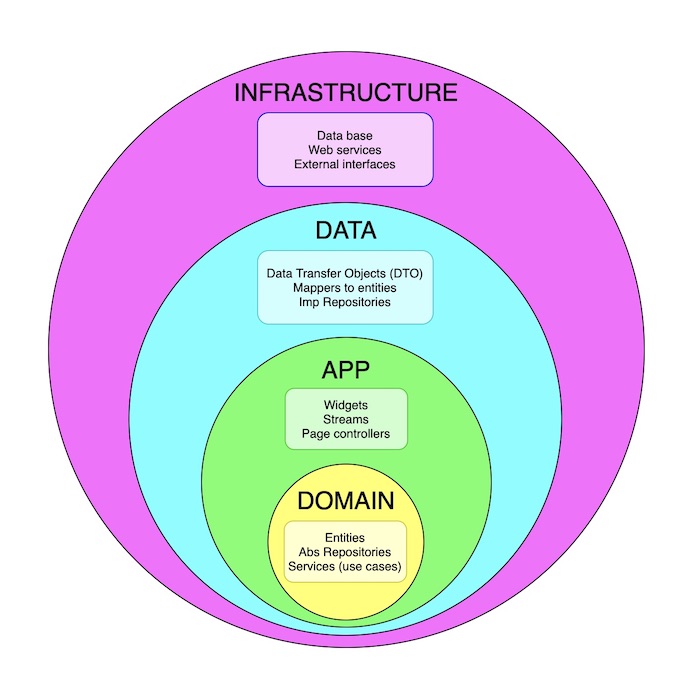 INFRASTRUCTURE
Data base
Web services
External interfaces
DATA
Data Transfer Objects (DTO)
Mappers to entities
Imp Repositories
APP
Widgets
Streams
Page controllers
DOMAIN
Entities
Abs Repositories
Services (use cases)